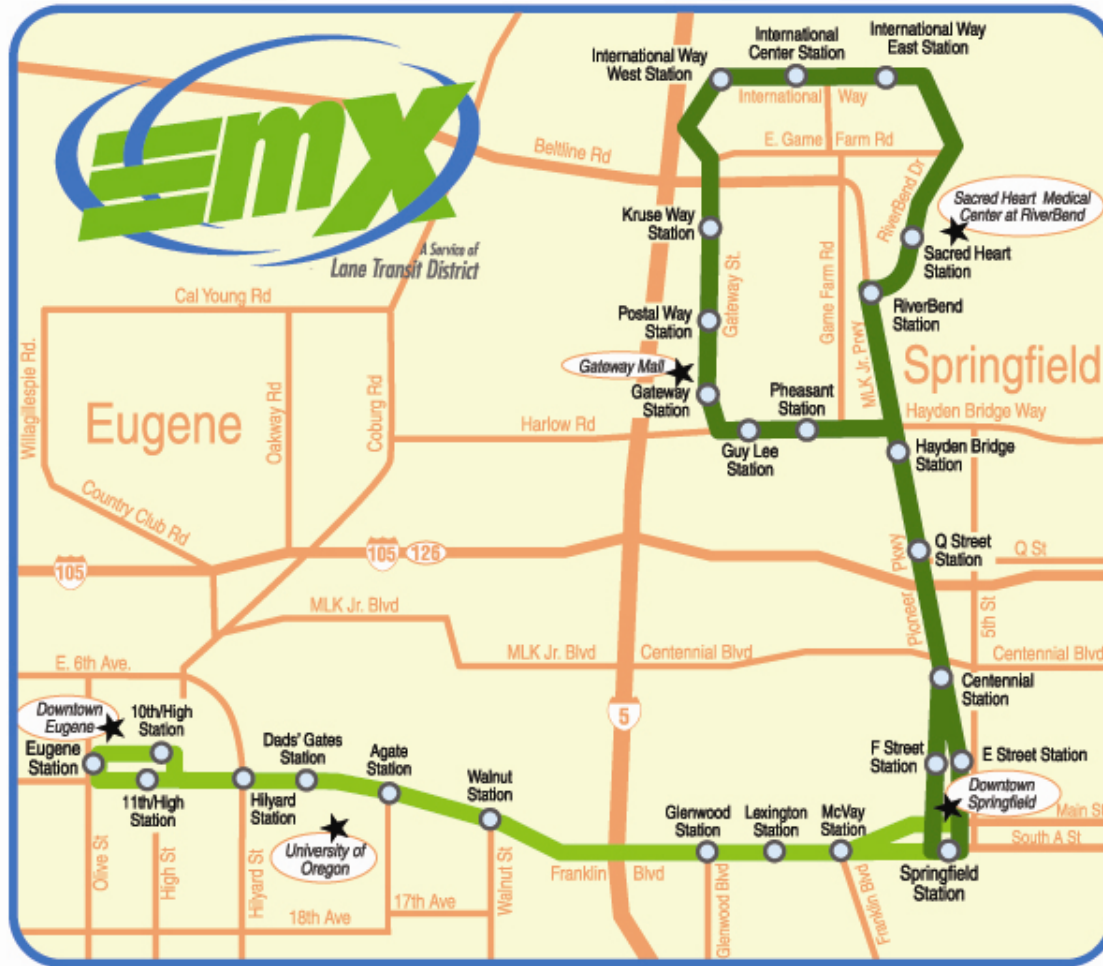 EmX
A Service of
Lane Transit District
International Way
West Station
International
Center Station
International Way
East Station
International Way
E. Game Farm Rd
Beltline Rd
RiverBend Dr
Sacred Heart Medical
Center at RiverBend
Kruse Way
Station
Sacred Heart
Station
Gateway St.
Game Farm Rd
MLK Jr. Prwy
RiverBend
Station
Cal Young Rd
Postal Way
Station
Gateway Mall
Gateway
Station
Pheasant
Station
Springfield
Willagillespie Rd.
Eugene
Oakway Rd
Coburg Rd
Harlow Rd
Hayden Bridge Way
Guy Lee
Station
Hayden Bridge
Station
Country Club Rd
105
105
126
Q Street
Station
Q St
Pioneer Pkwy
5th St
MLK Jr. Blvd
MLK Jr. Blvd
Centennial Blvd
Centennial Blvd
E. 6th Ave.
Centennial
Station
5
Downtown
Eugene
10th/High
Station
Eugene
Station
Dads' Gates
Station
Agate
Station
Walnut
Station
F Street
Station
E Street Station
Downtown
Springfield
11th/High
Station
Hilyard
Station
University of
Oregon
Glenwood
Station
Lexington
Station
McVay
Station
Main St
South A St
Springfield
Station
Franklin Blvd
Olive St
High St
Hilyard St
17th Ave
18th Ave
Walnut St
Glenwood Blvd
Franklin Blvd